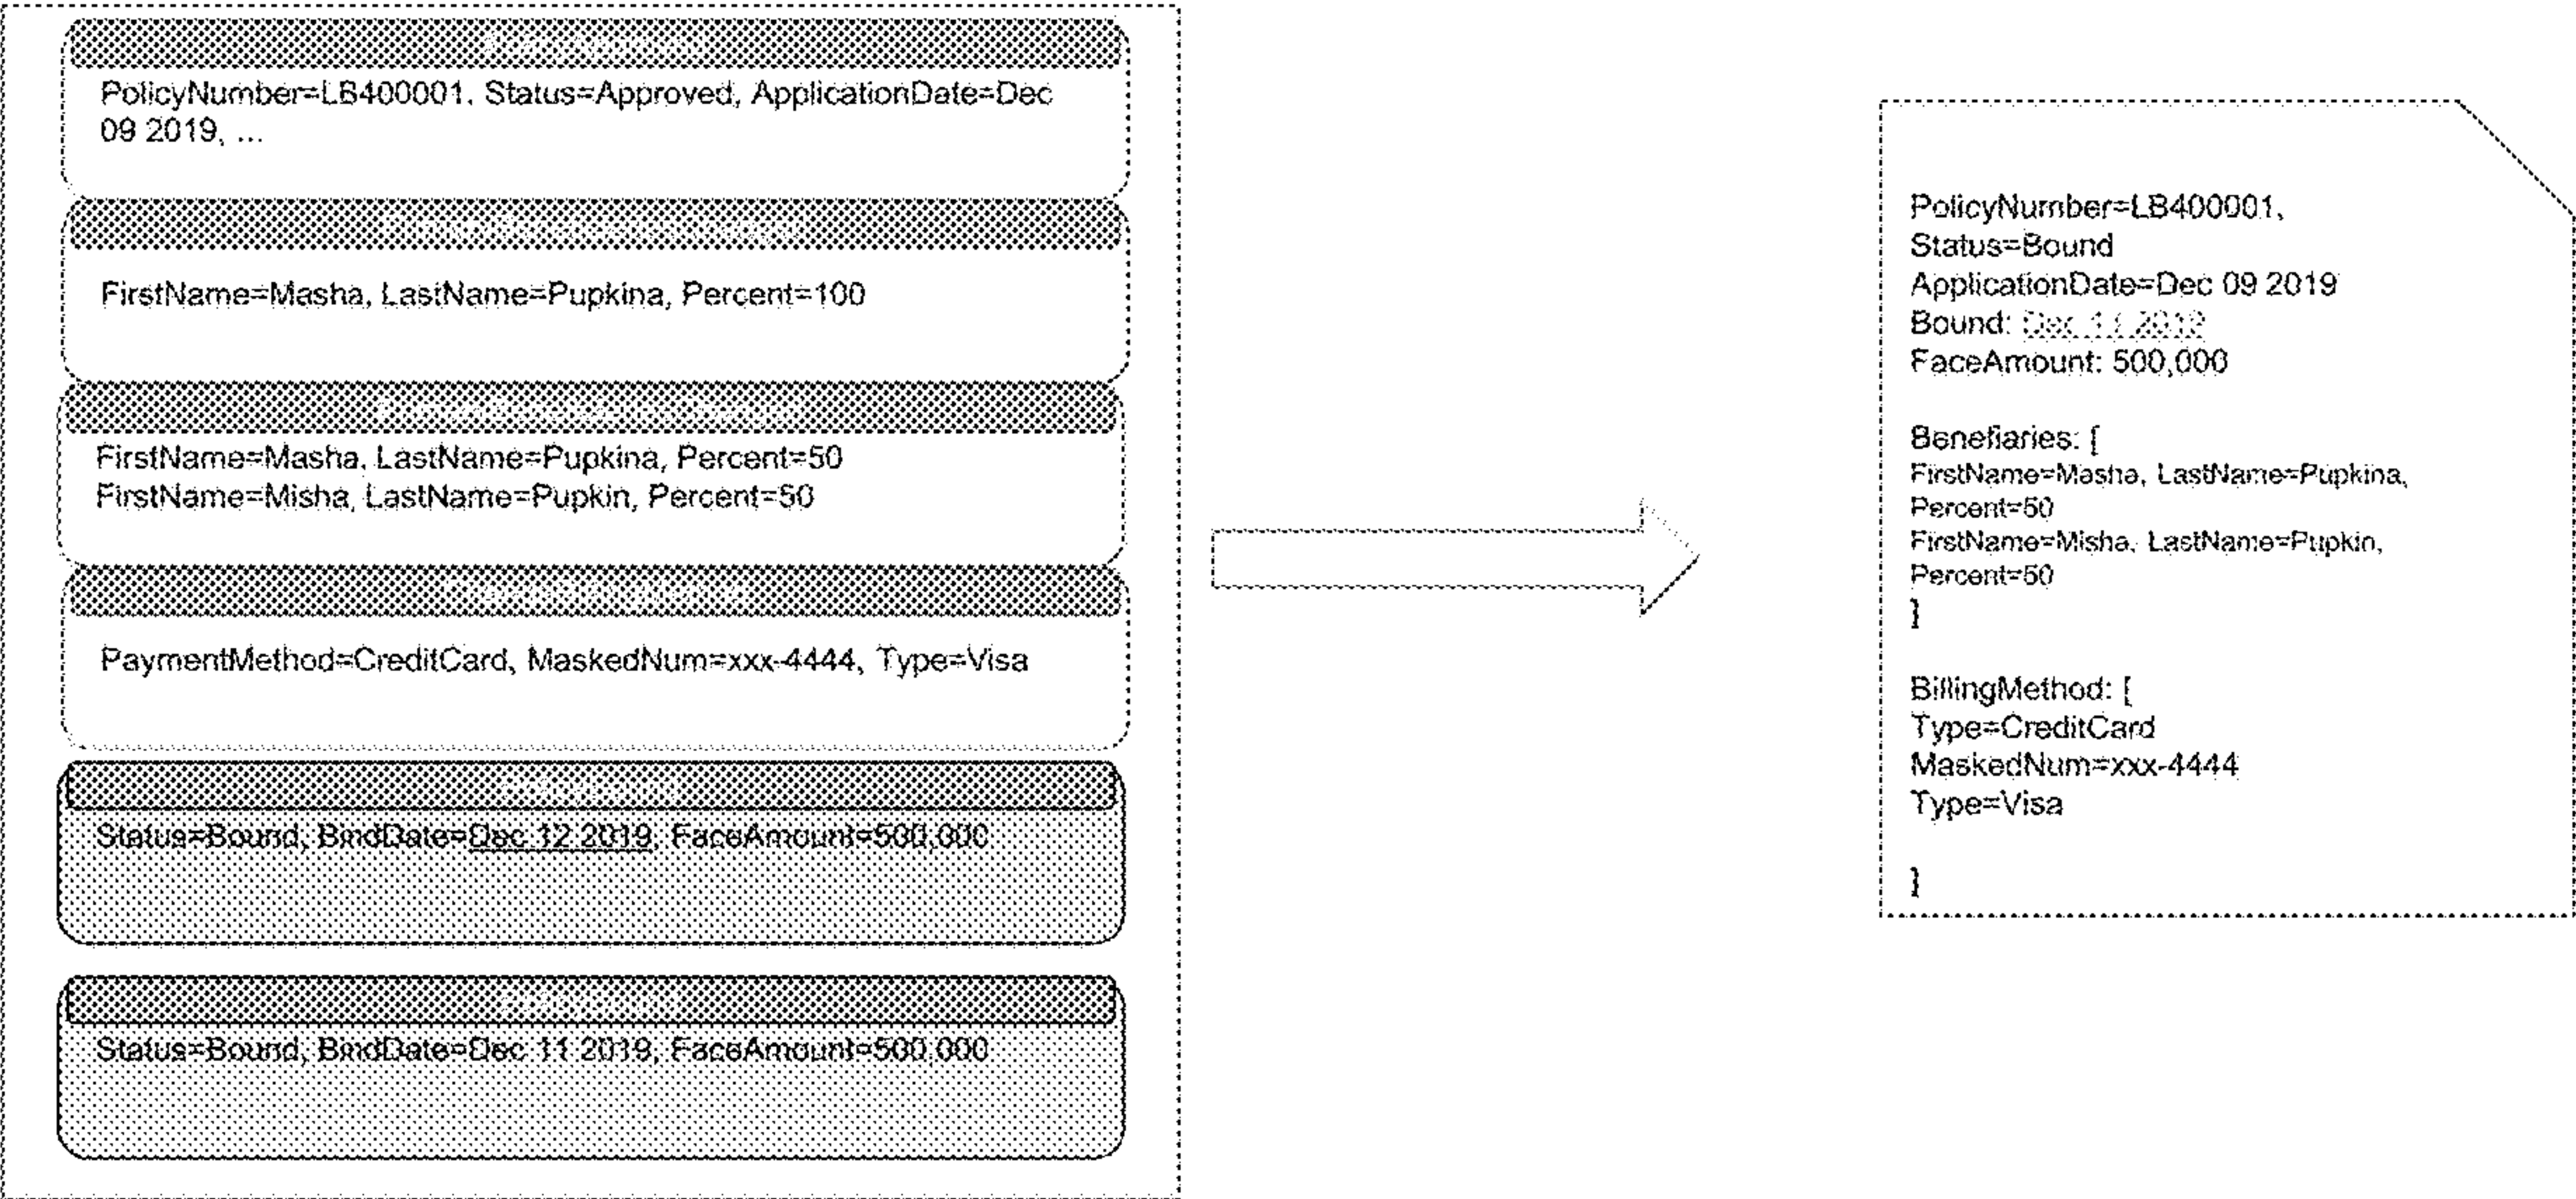 PolicyNumber=LB400001, Status=Approved, ApplicationDate=Dec
09 2019, ...
FirstName=Masha, LastName=Pupkina, Percent=100
FirstName=Masha, LastName=Pupkina, Percent=50
FirstName=Misha, LastName=Pupkin, Percent=50
PaymentMethod=CreditCard, MaskedNum=xxx-4444, Type=Visa
Status=Bound, BindDate=Dec 12 2019, FaceAmount=500,000
Status=Bound, BindDate=Dec 11 2019, FaceAmount=500,000
PolicyNumber=LB400001,
Status=Bound
ApplicationDate=Dec 09 2019
Bound: Dec 11
FaceAmount: 500,000
Benefiaries: [
FirstName=Masha, LastName=Pupkina,
Percent=50
FirstName=Misha, LastName=Pupkin,
Percent=50
]
BillingMethod: [
Type=CreditCard
MaskedNum=xxx-4444
Type=Visa
]